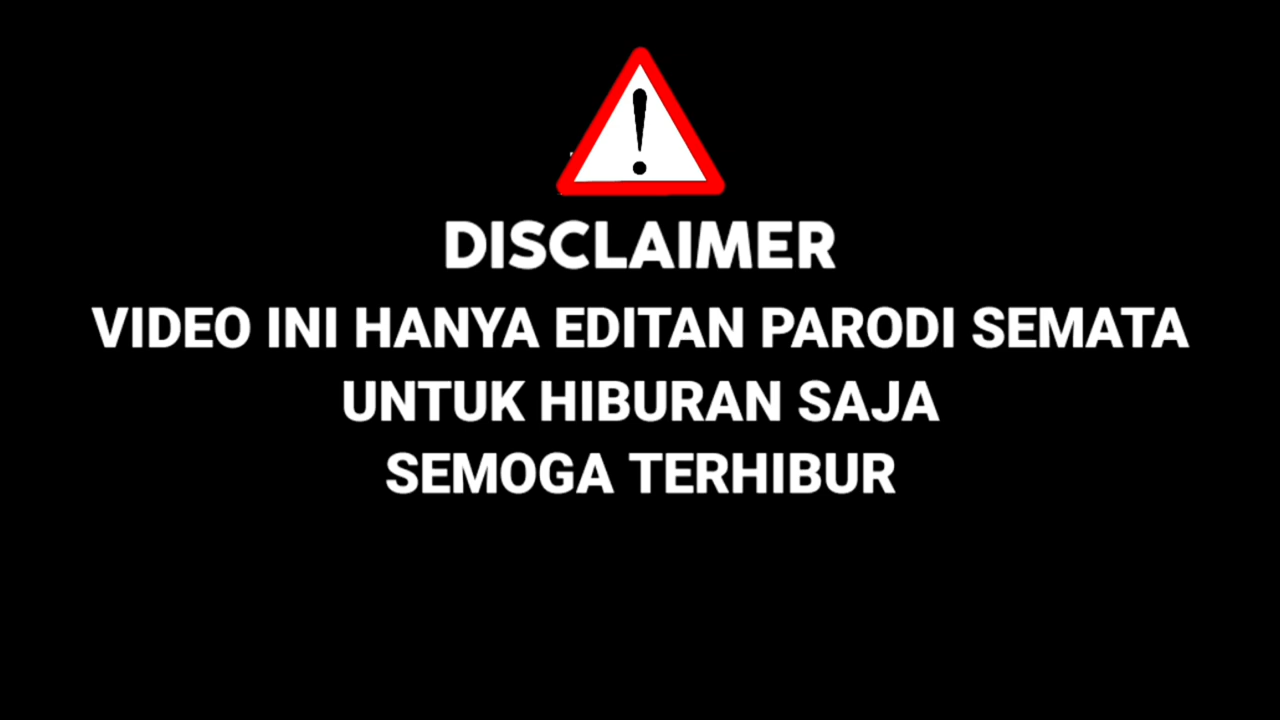 DISCLAIMER
VIDEO INI HANYA EDITAN PARODI SEMATA
UNTUK HIBURAN SAJA
SEMOGA TERHIBUR